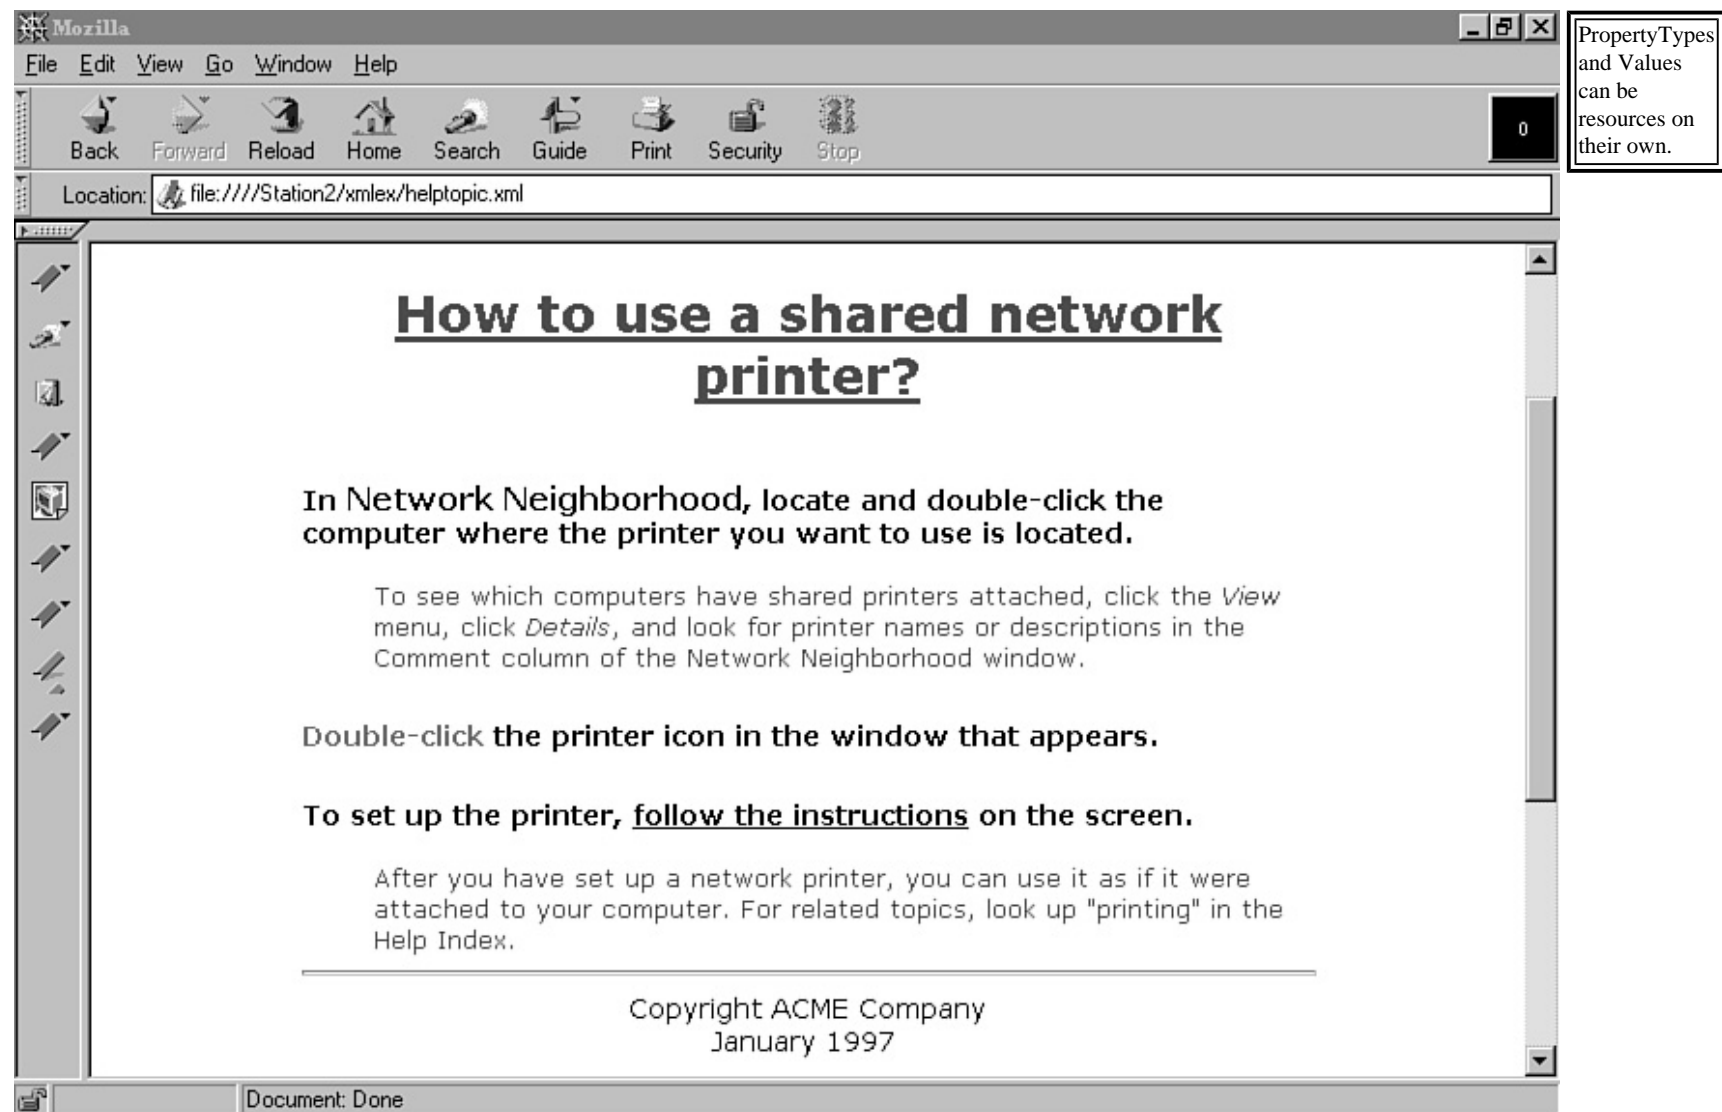 Mozilla
File Edit View Go Window Help
Back Forward Reload Home Search Guide Print Security Stop
0
Location: file:////Station2/xmlex/helptopic.xml
How to use a shared network
printer?
In Network Neighborhood, locate and double-click the
computer where the printer you want to use is located.
To see which computers have shared printers attached, click the View
menu, click Details, and look for printer names or descriptions in the
Comment column of the Network Neighborhood window.
Double-click the printer icon in the window that appears.
To set up the printer, follow the instructions on the screen.
After you have set up a network printer, you can use it as if it were
attached to your computer. For related topics, look up "printing" in the
Help Index.
Copyright ACME Company
January 1997
Document: Done
PropertyTypes
and Values
can be
resources on
their own.